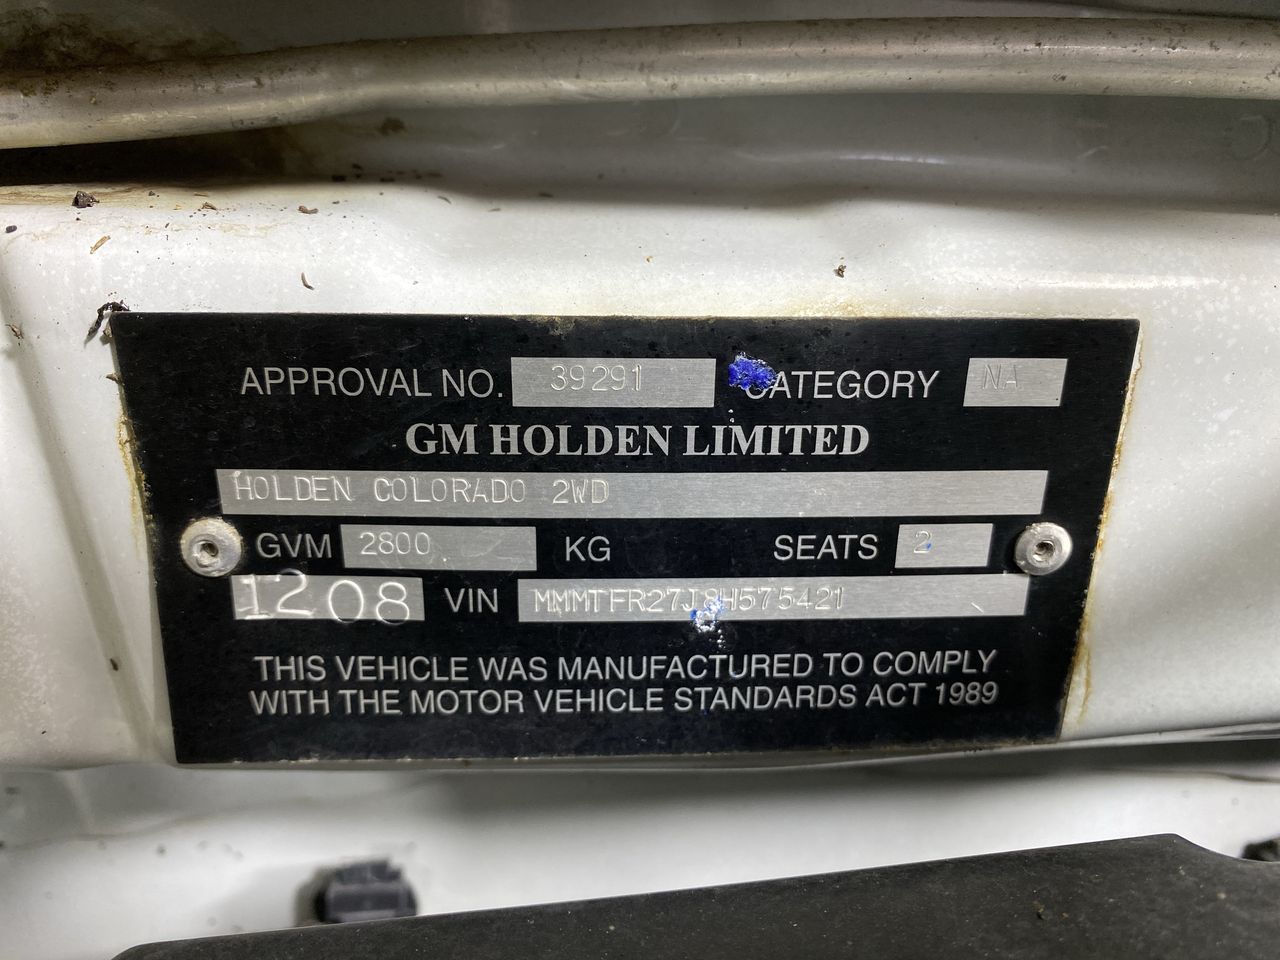 APPROVAL NO. 39291 CATEGORY NA
GM HOLDEN LIMITED
HOLDEN COLORADO 2WD
GVM 2800 KG SEATS 2
1208 VIN MMMTFR27J8H575421
THIS VEHICLE WAS MANUFACTURED TO COMPLY
WITH THE MOTOR VEHICLE STANDARDS ACT 1989